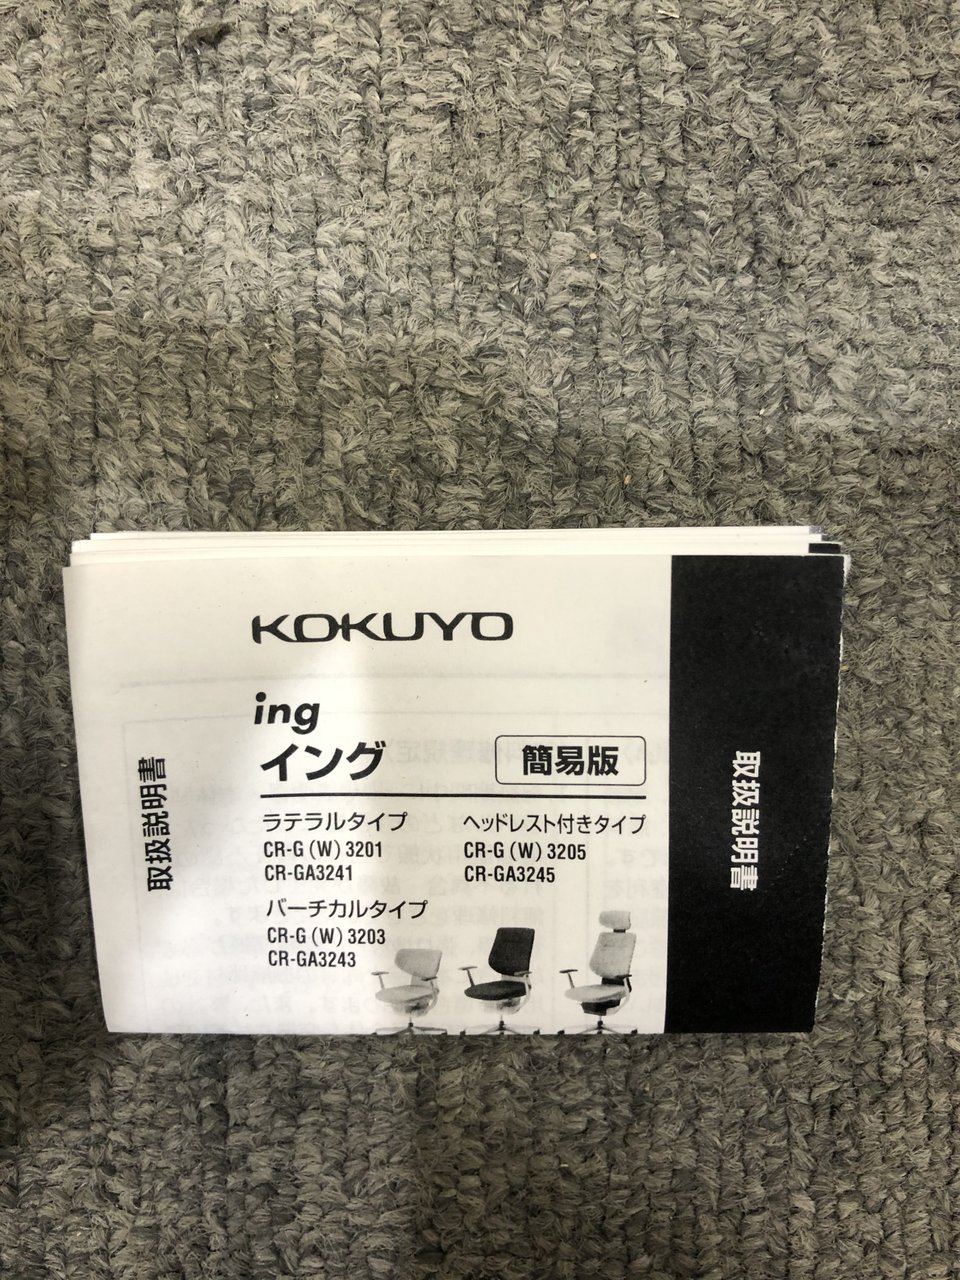 KOKUYO
ing
イング
簡易版
取扱説明書
ラテラルタイプ
CR-G(W)3201
CR-GA3241
バーチカルタイプ
CR-G(W)3203
CR-GA3243
ヘッドレスト付きタイプ
CR-G(W)3205
CR-GA3245
取扱説明書